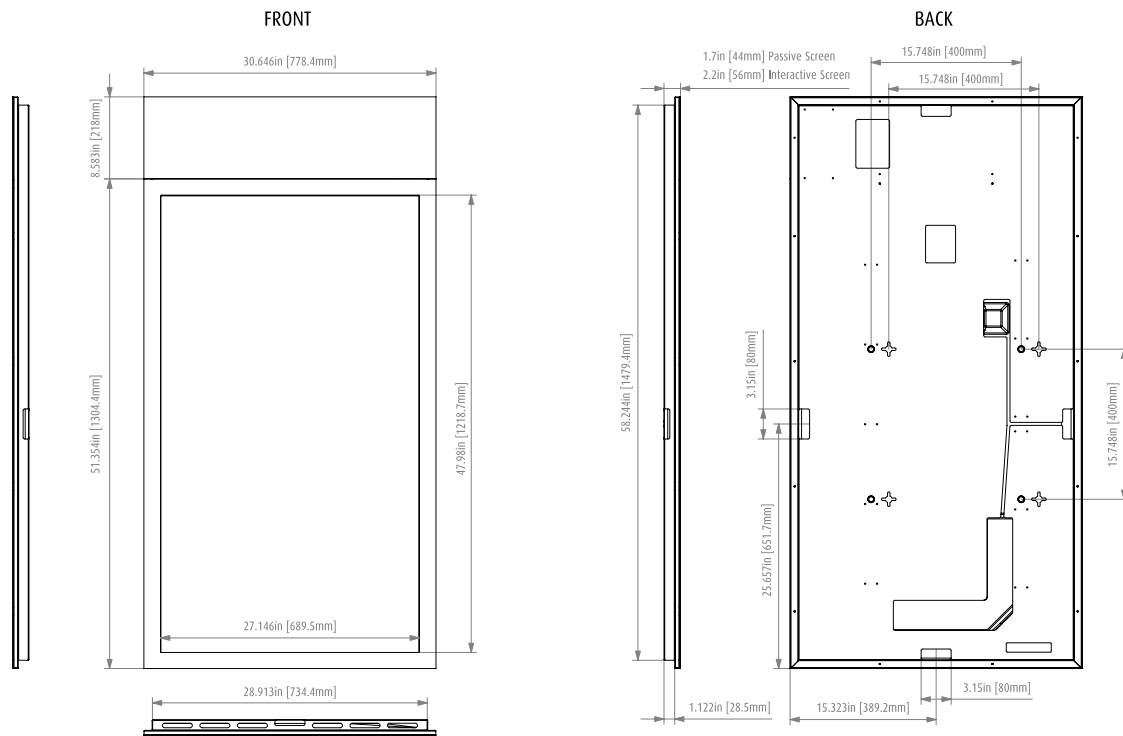 FRONT
BACK
30.646in [778.4mm]
1.7in [44mm] Passive Screen
2.2in [56mm] Interactive Screen
15.748in [400mm]
15.748in [400mm]
8.583in [218mm]
51.354in [1304.4mm]
47.98in [1218.7mm]
27.146in [689.5mm]
28.913in [734.4mm]
58.244in [1479.4mm]
3.15in [80mm]
25.657in [651.7mm]
15.748in [400mm]
1.122in [28.5mm]
15.323in [389.2mm]
3.15in [80mm]